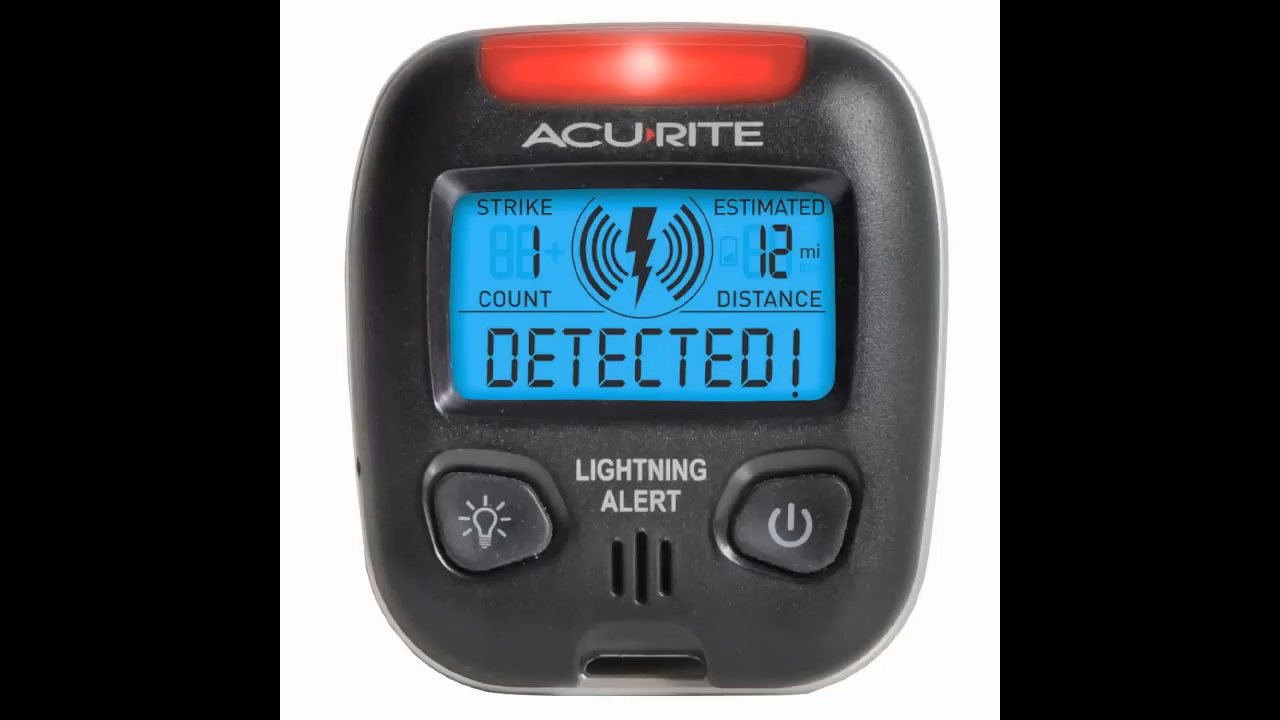 ACURITE
STRIKE ESTIMATED
1 12 mi
COUNT DISTANCE
DETECTED!
LIGHTNING
ALERT